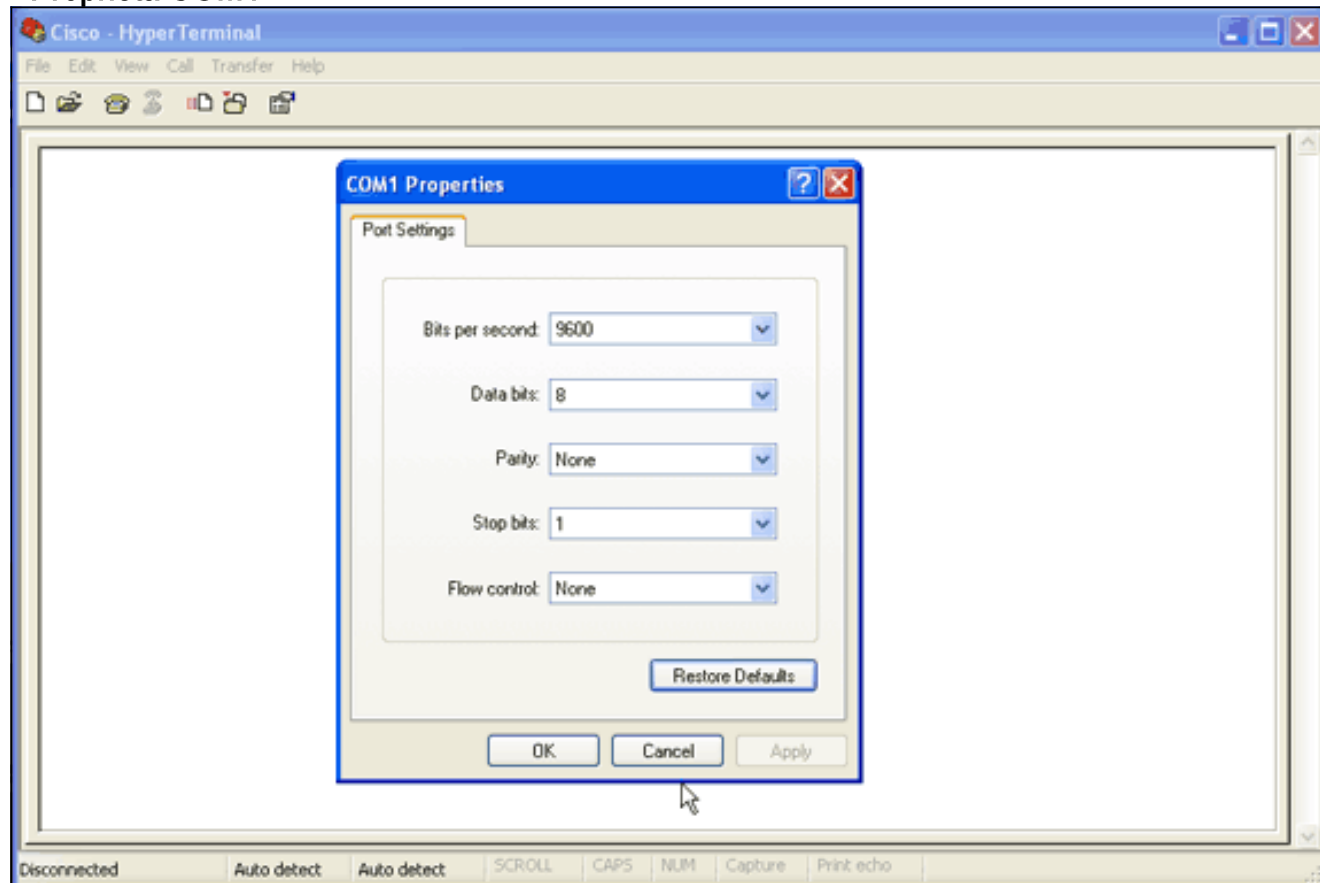 Cisco - HyperTerminal
File Edit View Call Transfer Help
COM1 Properties
Port Settings
Bits per second: 9600
Data bits: 8
Parity: None
Stop bits: 1
Flow control: None
Restore Defaults
OK Cancel Apply
Disconnected Auto detect Auto detect SCROLL CAPS NUM Capture Print echo